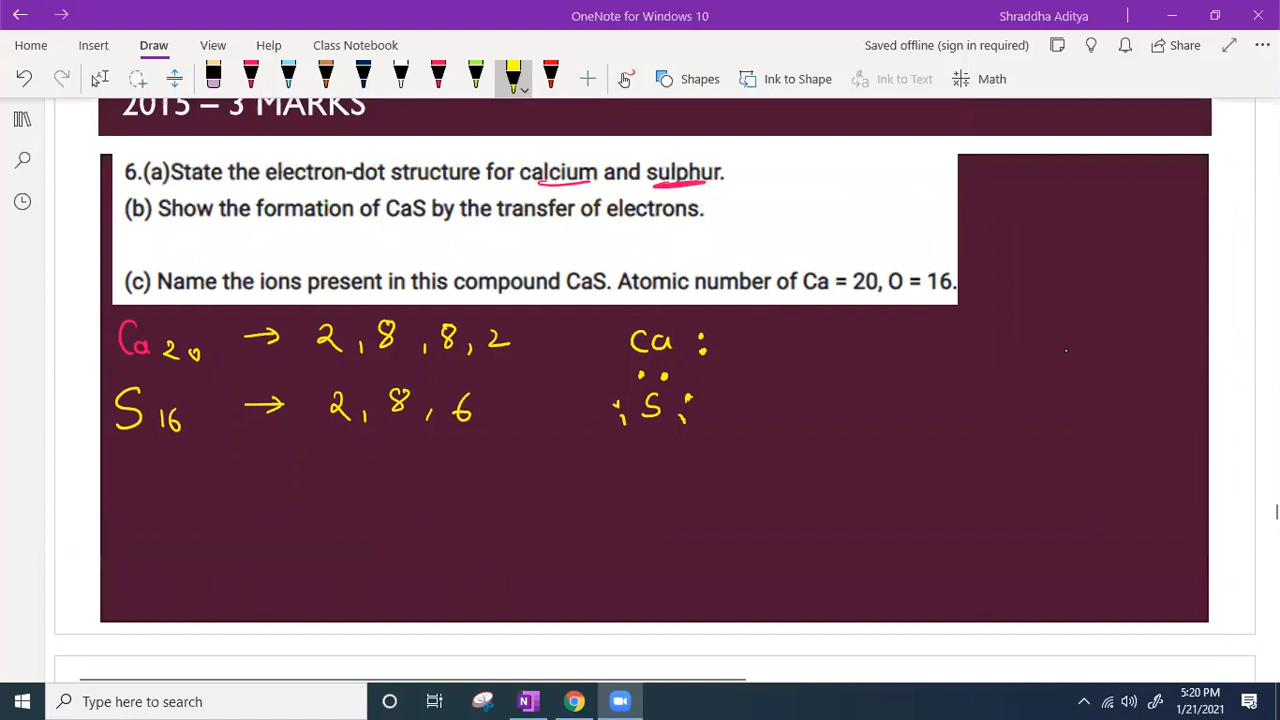 OneNote for Windows 10
Shraddha Aditya
Home Insert Draw View Help Class Notebook
Saved offline (sign in required)
Share
Shapes
Ink to Shape
Ink to Text
Math
2015 – 3 MARKS
6.(a)State the electron-dot structure for calcium and sulphur.
(b) Show the formation of CaS by the transfer of electrons.
(c) Name the ions present in this compound CaS. Atomic number of Ca = 20, O = 16.
Ca 20 → 2, 8, 8, 2 Ca :
S 16 → 2, 8, 6 S
Type here to search
5:20 PM
1/21/2021